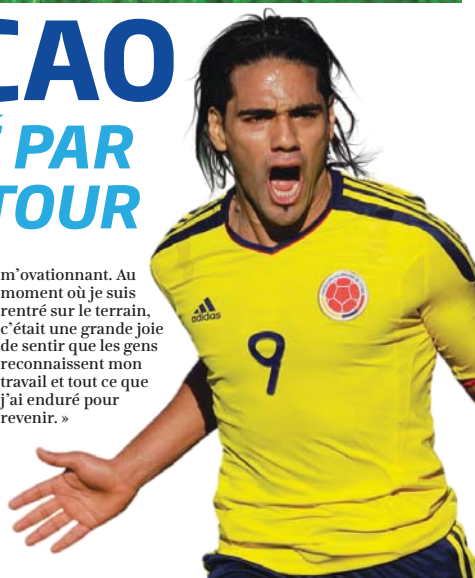 CAO
PAR
TOUR
m’ovationnant. Au
moment où je suis
rentré sur le terrain,
c’était une grande joie
de sentir que les gens
reconnaissent mon
travail et tout ce que
j’ai enduré pour
revenir. »
adidas
9